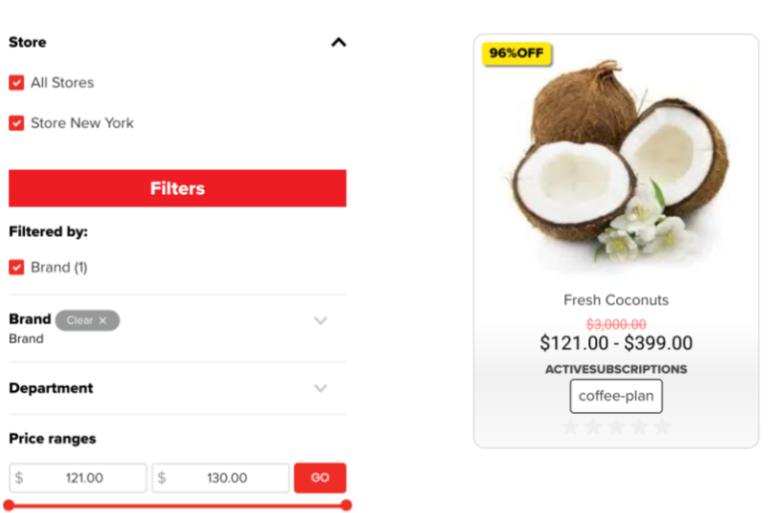 Store
All Stores
Store New York
Filters
Filtered by:
Brand (1)
Brand Clear ×
Brand
Department
Price ranges
$ 121.00 $ 130.00 GO
96%OFF
Fresh Coconuts
$3,000.00
$121.00 - $399.00
ACTIVESUBSCRIPTIONS
coffee-plan